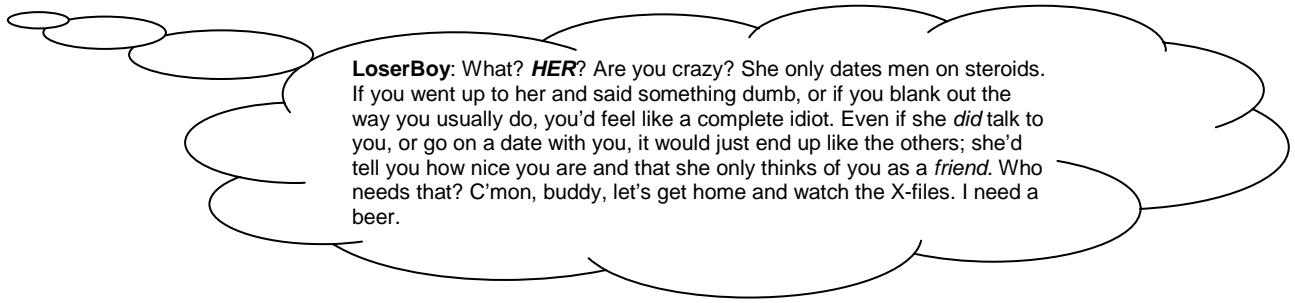 LoserBoy: What? HER? Are you crazy? She only dates men on steroids.
If you went up to her and said something dumb, or if you blank out the
way you usually do, you’d feel like a complete idiot. Even if she did talk to
you, or go on a date with you, it would just end up like the others; she’d
tell you how nice you are and that she only thinks of you as a friend. Who
needs that? C’mon, buddy, let’s get home and watch the X-files. I need a
beer.